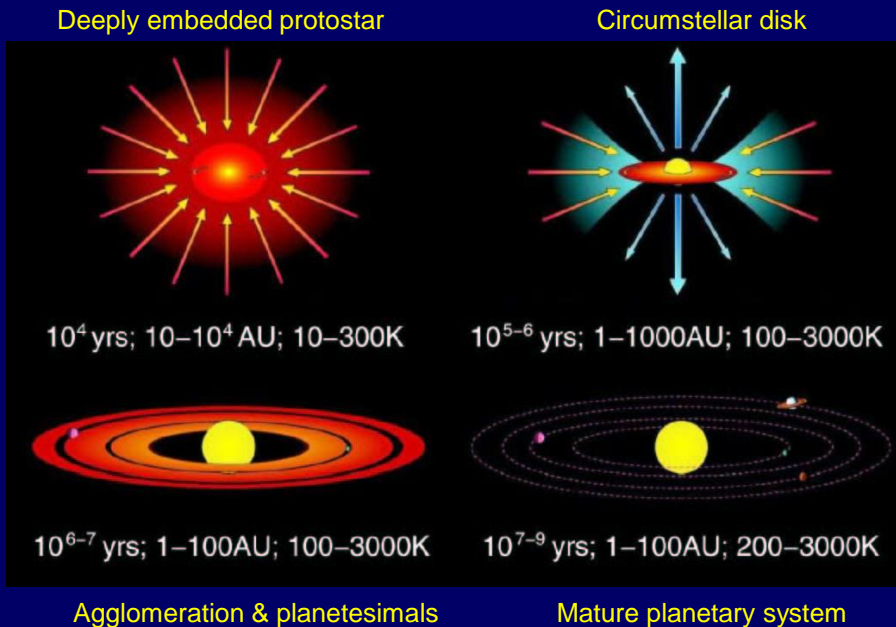 Deeply embedded protostar
Circumstellar disk
10⁴ yrs; 10–10⁴ AU; 10–300K
10⁵⁻⁶ yrs; 1–1000AU; 100–3000K
10⁶⁻⁷ yrs; 1–100AU; 100–3000K
10⁷⁻⁹ yrs; 1–100AU; 200–3000K
Agglomeration & planetesimals
Mature planetary system